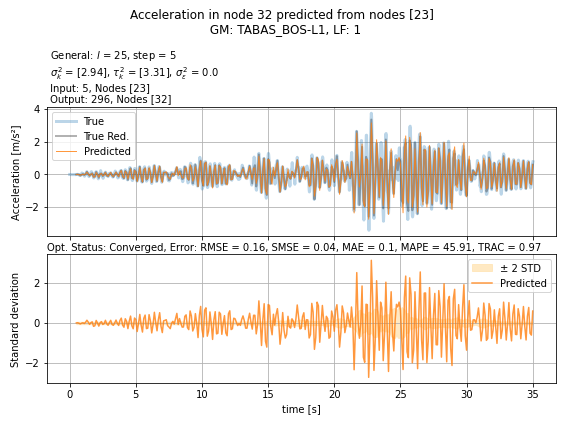 Acceleration in node 32 predicted from nodes [23]
GM: TABAS_BOS-L1, LF: 1
General: l = 25, step = 5
σ²ₖ = [2.94], τ²ₖ = [3.31], σ²ε = 0.0
Input: 5, Nodes [23]
Output: 296, Nodes [32]
Acceleration [m/s²]
4
2
0
−2
True
True Red.
Predicted
Opt. Status: Converged, Error: RMSE = 0.16, SMSE = 0.04, MAE = 0.1, MAPE = 45.91, TRAC = 0.97
Standard deviation
2
0
−2
± 2 STD
Predicted
0 5 10 15 20 25 30 35
time [s]